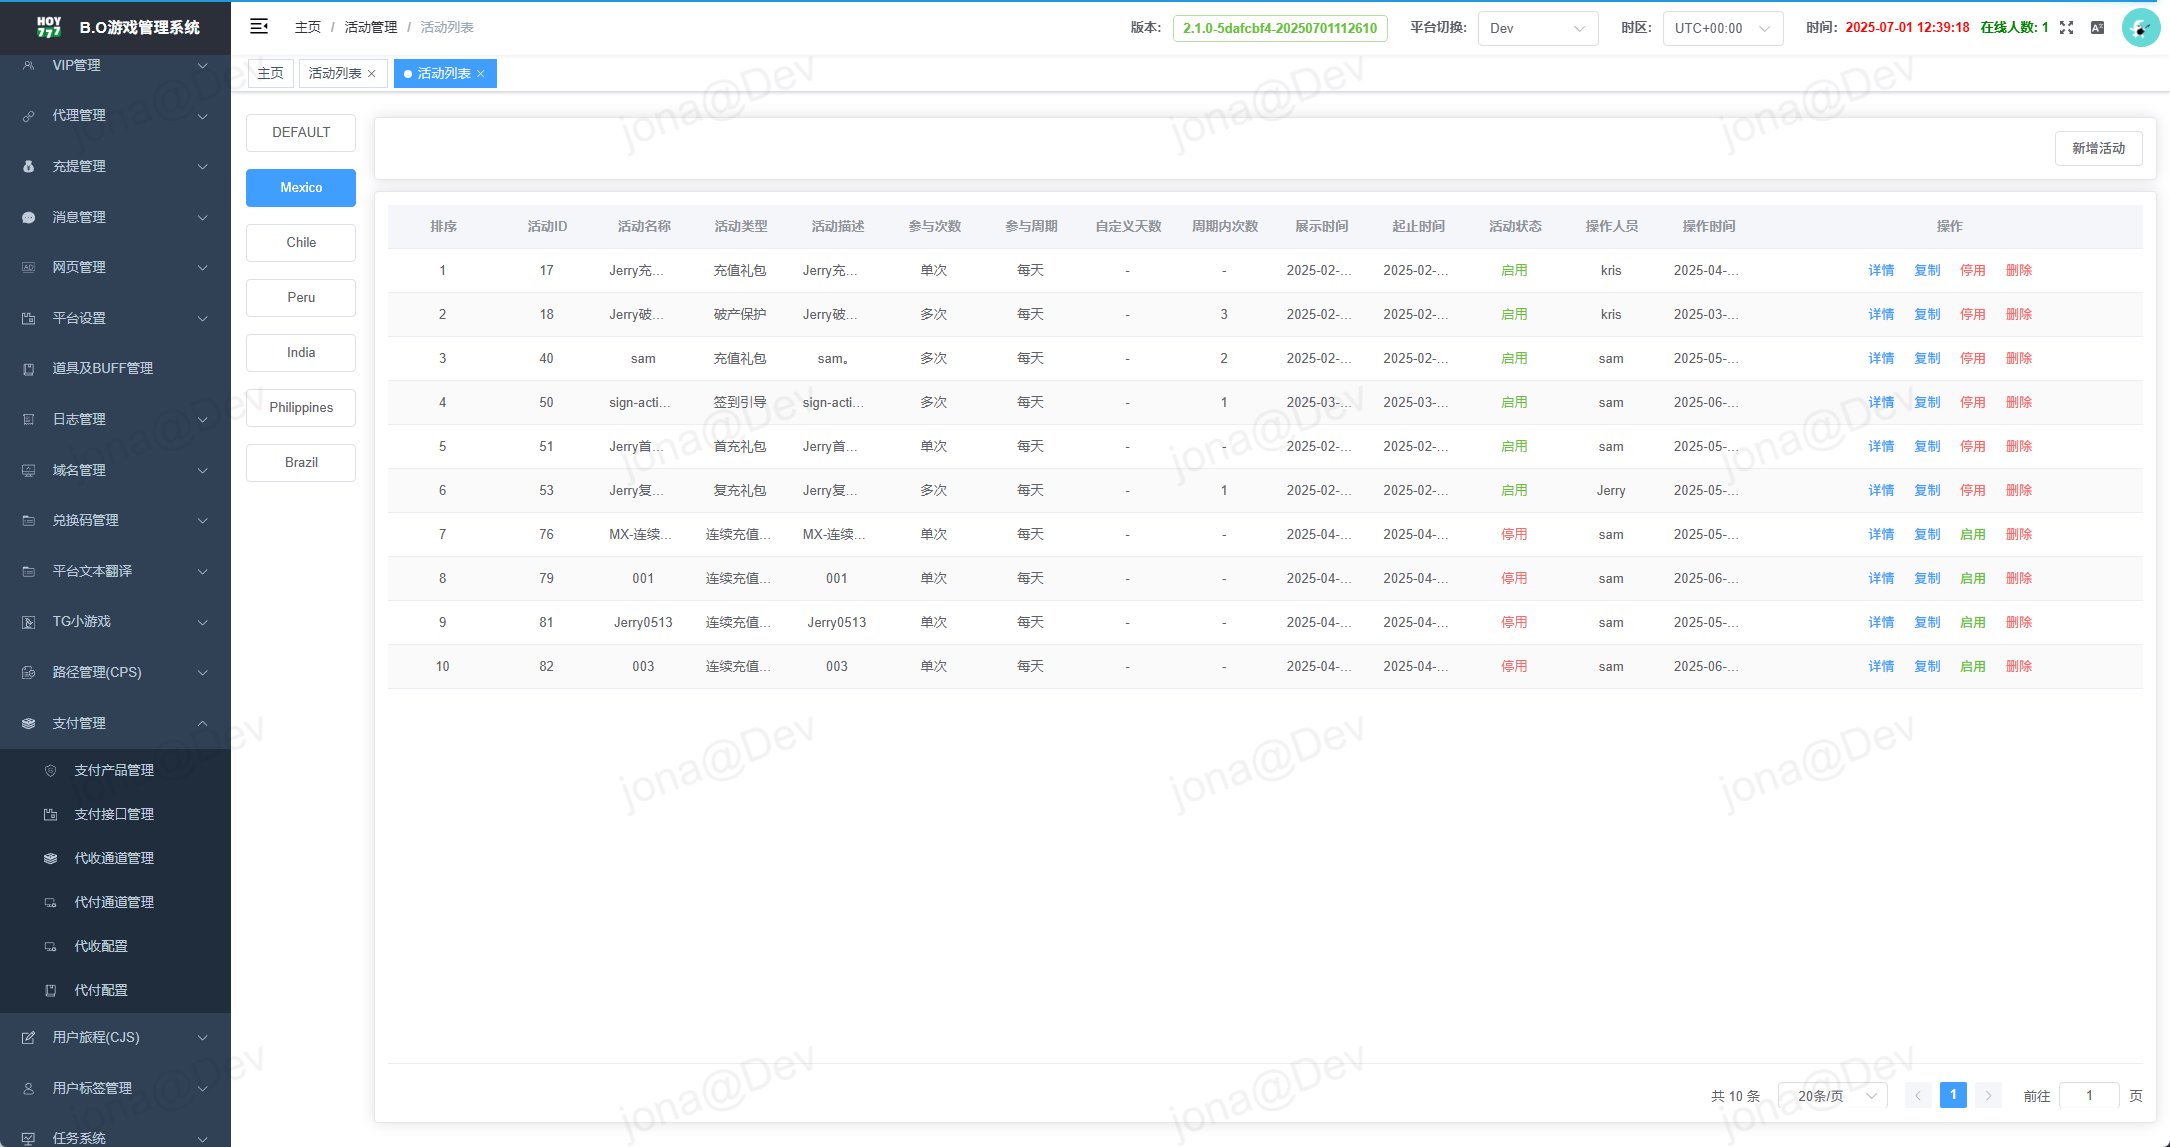 HOY
777
B.O游戏管理系统
主页 / 活动管理 / 活动列表
版本: 2.1.0-5dafcbf4-20250701112610 平台切换: Dev 时区: UTC+00:00 时间: 2025-07-01 12:39:18 在线人数: 1
主页 活动列表 × 活动列表 ×
VIP管理
代理管理
充提管理
消息管理
网页管理
平台设置
道具及BUFF管理
日志管理
域名管理
兑换码管理
平台文本翻译
TG小游戏
路径管理(CPS)
支付管理
支付产品管理
支付接口管理
代收通道管理
代付通道管理
代收配置
代付配置
用户旅程(CJS)
用户标签管理
任务系统
DEFAULT
Mexico
Chile
Peru
India
Philippines
Brazil
新增活动
排序 活动ID 活动名称 活动类型 活动描述 参与次数 参与周期 自定义天数 周期内次数 展示时间 起止时间 活动状态 操作人员 操作时间 操作
1 17 Jerry充... 充值礼包 Jerry充... 单次 每天 - - 2025-02-... 2025-02-... 启用 kris 2025-04-... 详情 复制 停用 删除
2 18 Jerry破... 破产保护 Jerry破... 多次 每天 - 3 2025-02-... 2025-02-... 启用 kris 2025-03-... 详情 复制 停用 删除
3 40 sam 充值礼包 sam。 多次 每天 - 2 2025-02-... 2025-02-... 启用 sam 2025-05-... 详情 复制 停用 删除
4 50 sign-acti... 签到引导 sign-acti... 多次 每天 - 1 2025-03-... 2025-03-... 启用 sam 2025-06-... 详情 复制 停用 删除
5 51 Jerry首... 首充礼包 Jerry首... 单次 每天 - - 2025-02-... 2025-02-... 启用 sam 2025-05-... 详情 复制 停用 删除
6 53 Jerry复... 复充礼包 Jerry复... 多次 每天 - 1 2025-02-... 2025-02-... 启用 Jerry 2025-05-... 详情 复制 停用 删除
7 76 MX-连续... 连续充值... MX-连续... 单次 每天 - - 2025-04-... 2025-04-... 停用 sam 2025-05-... 详情 复制 启用 删除
8 79 001 连续充值... 001 单次 每天 - - 2025-04-... 2025-04-... 停用 sam 2025-06-... 详情 复制 启用 删除
9 81 Jerry0513 连续充值... Jerry0513 单次 每天 - - 2025-04-... 2025-04-... 停用 sam 2025-05-... 详情 复制 启用 删除
10 82 003 连续充值... 003 单次 每天 - - 2025-04-... 2025-04-... 停用 sam 2025-06-... 详情 复制 启用 删除
共 10 条 20条/页 1 前往 1 页
jona@Dev